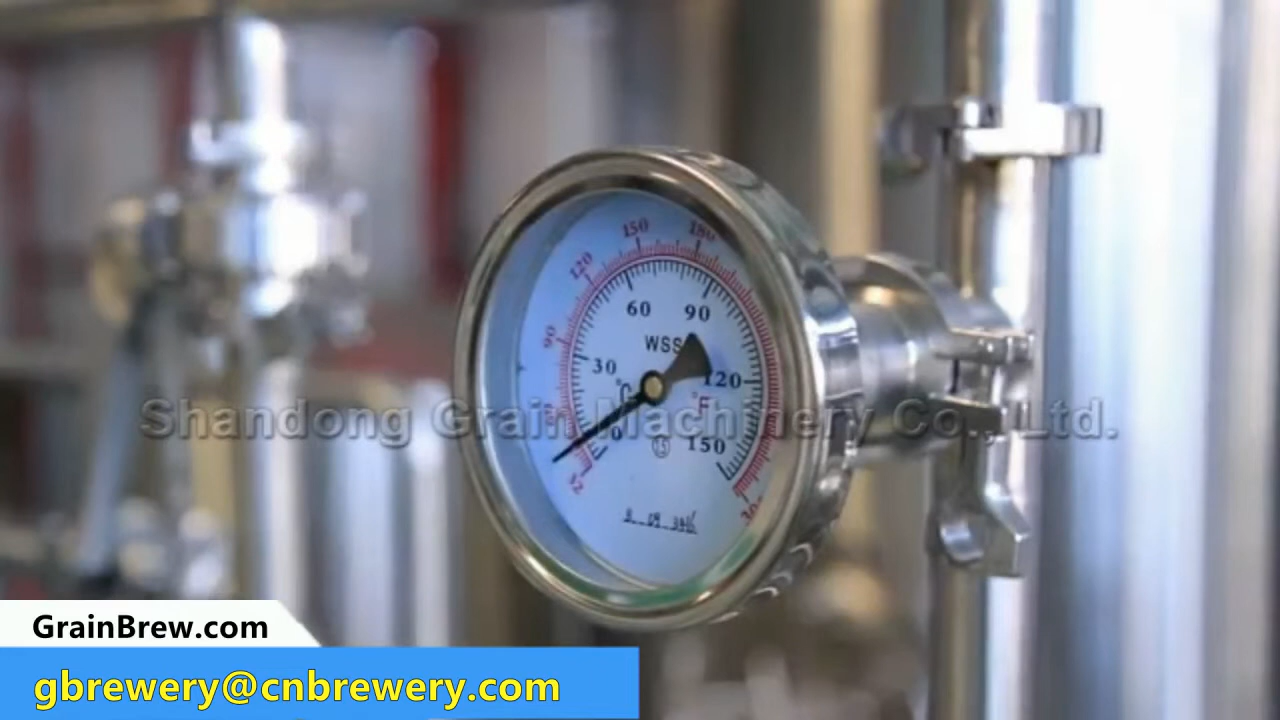 150 180
120
60 90
90
WSS
30
°C
120
°F
0
150
32
Shandong Grain Machinery Co., Ltd.
GrainBrew.com
gbrewery@cnbrewery.com